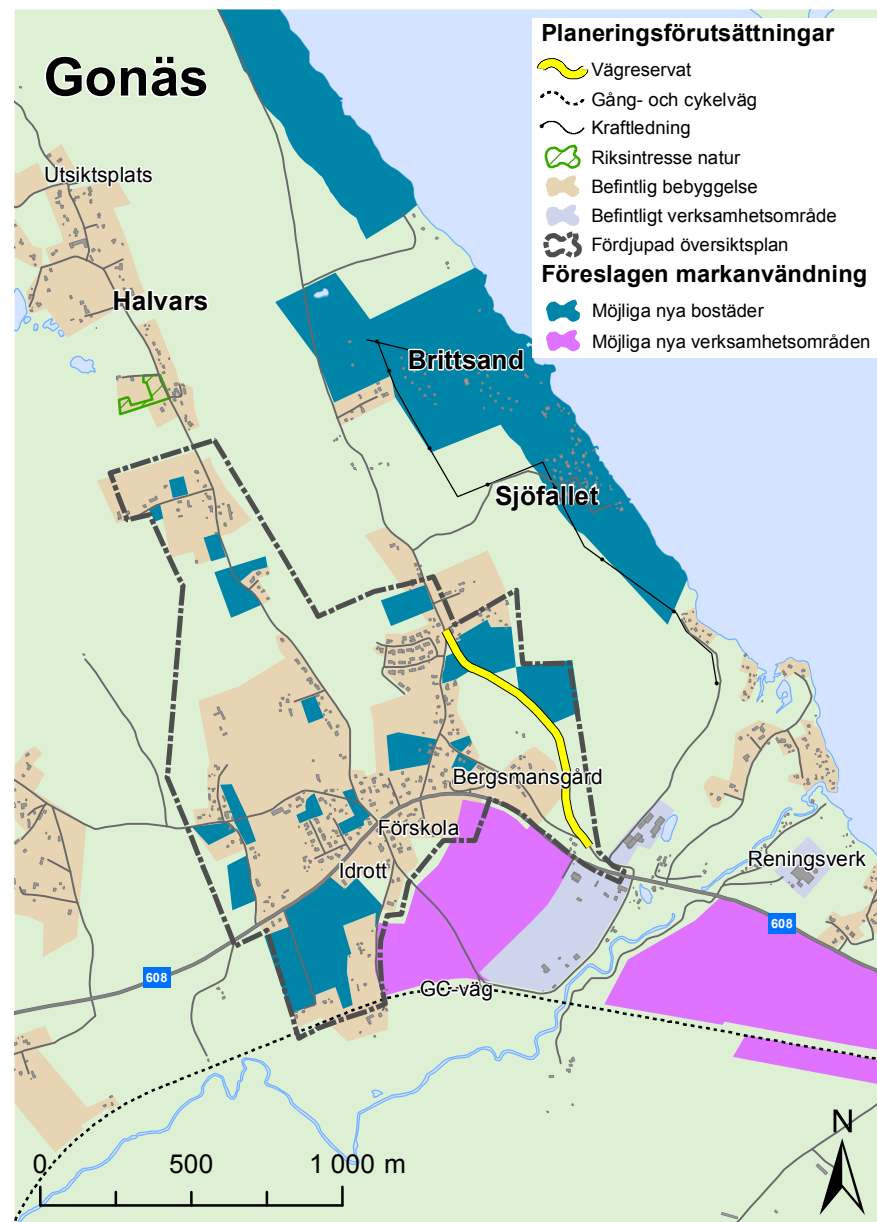 Gonäs
Planeringsförutsättningar
Vägreservat
Gång- och cykelväg
Kraftledning
Riksintresse natur
Befintlig bebyggelse
Befintligt verksamhetsområde
Fördjupad översiktsplan
Föreslagen markanvändning
Möjliga nya bostäder
Möjliga nya verksamhetsområden
Utsiktsplats
Halvars
Brittsand
Sjöfallet
Bergsmansgård
Förskola
Idrott
Reningsverk
608
608
GC-väg
N
0 500 1 000 m